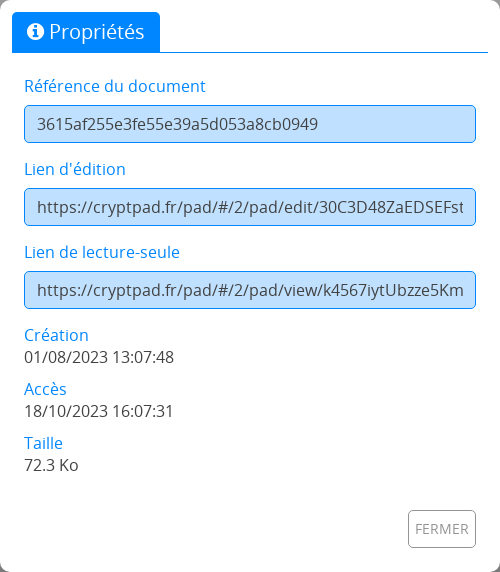 Propriétés
Référence du document
3615af255e3fe55e39a5d053a8cb0949
Lien d'édition
https://cryptpad.fr/pad/#/2/pad/edit/30C3D48ZaEDSEFst
Lien de lecture-seule
https://cryptpad.fr/pad/#/2/pad/view/k4567iytUbzze5Km
Création
01/08/2023 13:07:48
Accès
18/10/2023 16:07:31
Taille
72.3 Ko
FERMER